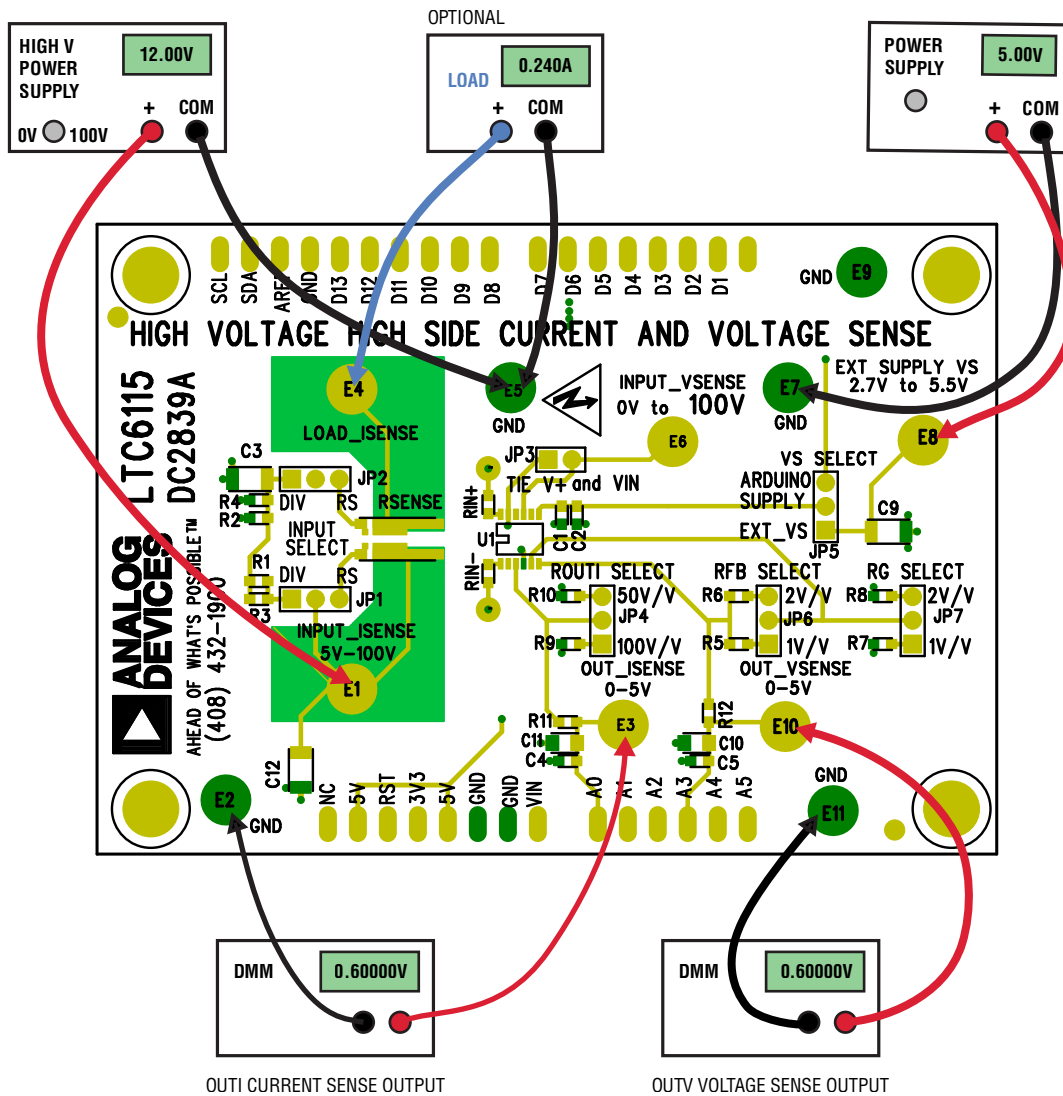 OPTIONAL
HIGH V
POWER
SUPPLY
12.00V
+ COM
0V 100V
LOAD
0.240A
+ COM
POWER
SUPPLY
5.00V
+ COM
SCL
SDA
AREF
GND
D13
D12
D11
D10
D9
D8
D7
D6
D5
D4
D3
D2
D1
GND
E9
HIGH VOLTAGE HIGH SIDE CURRENT AND VOLTAGE SENSE
LTC6115
DC2839A
ANALOG
DEVICES
AHEAD OF WHAT'S POSSIBLE™
(408) 432-1900
E4
LOAD_ISENSE
E5
GND
INPUT_VSENSE
0V to 100V
E6
E7
GND
EXT SUPPLY VS
2.7V to 5.5V
E8
C3
JP2
R4
R2
DIV
RS
RSENSE
INPUT
SELECT
R1
R3
DIV
RS
JP1
INPUT_ISENSE
5V-100V
E1
JP3
TIE V+ and VIN
RIN+
RIN-
U1
C1
C2
VS SELECT
ARDUINO
SUPPLY
EXT_VS
JP5
C9
ROUTI SELECT
R10
50V/V
JP4
R9
100V/V
OUT_ISENSE
0-5V
RFB SELECT
R6
2V/V
JP6
R5
1V/V
OUT_VSENSE
0-5V
RG SELECT
R8
2V/V
JP7
R7
1V/V
R11
C11
C4
E3
R12
C10
C5
E10
C12
E2
GND
NC
5V
RST
3V3
5V
GND
GND
VIN
A0
A1
A2
A3
A4
A5
GND
E11
DMM
0.60000V
OUTI CURRENT SENSE OUTPUT
DMM
0.60000V
OUTV VOLTAGE SENSE OUTPUT